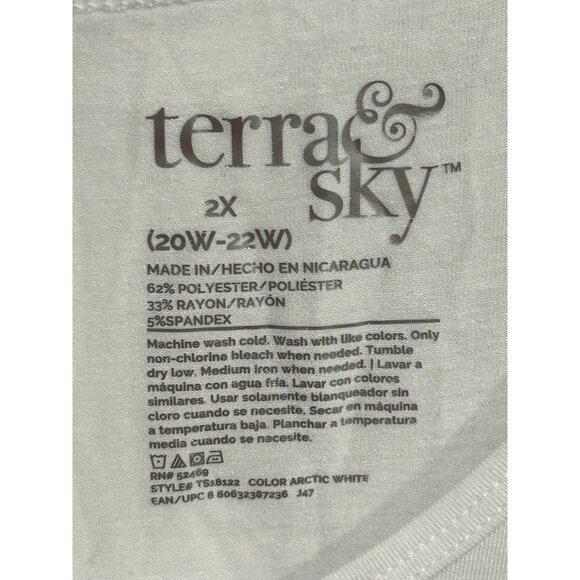 terra&
sky™
2X
(20W-22W)
MADE IN/HECHO EN NICARAGUA
62% POLYESTER/POLIÉSTER
33% RAYON/RAYÓN
5%SPANDEX
Machine wash cold. Wash with like colors. Only
non-chlorine bleach when needed. Tumble
dry low. Medium iron when needed. | Lavar a
máquina con agua fría. Lavar con colores
similares. Usar solamente blanqueador sin
cloro cuando se necesite. Secar en máquina
a temperatura baja. Planchar a temperatura
media cuando se necesite.
RN# 52469
STYLE# TS18122 COLOR ARCTIC WHITE
EAN/UPC 8 80632387236 J47